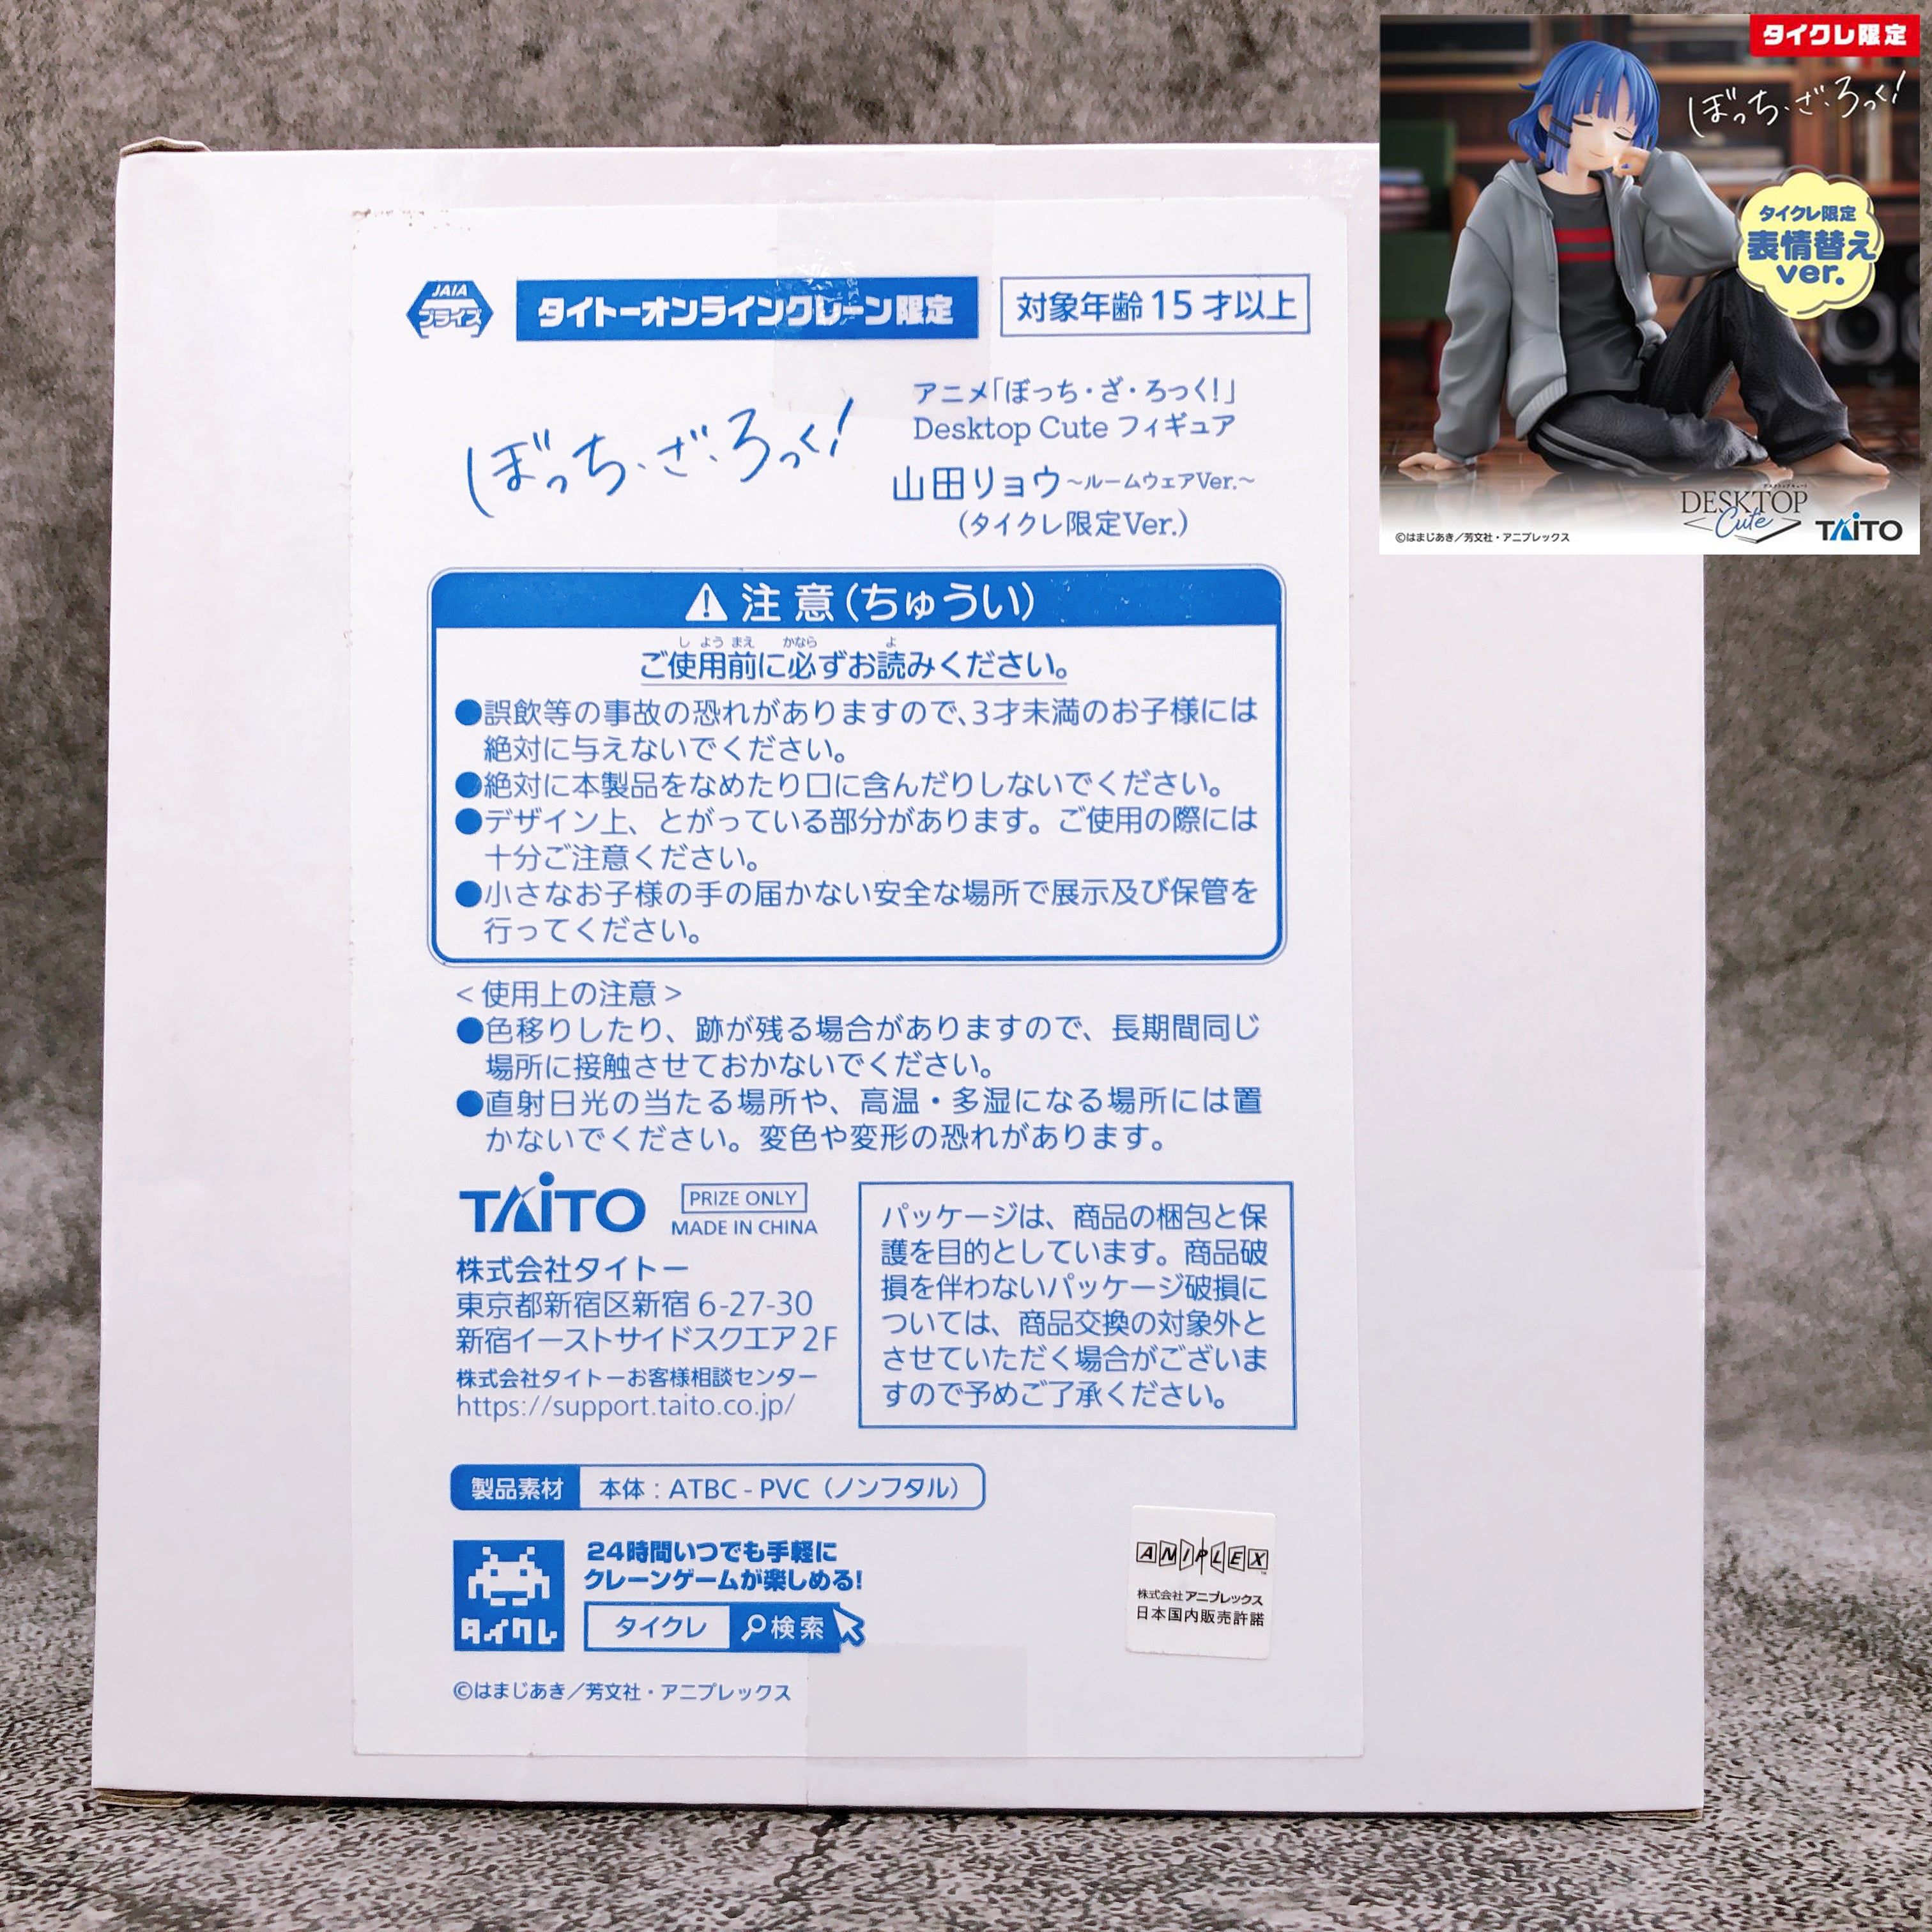 タイクレ限定
ぼっち・ざ・ろっく!
タイクレ限定
表情替え
ver.
デスクトップキュート
DESKTOP
Cute
TAITO
©はまじあき／芳文社・アニプレックス
JAIA
プライズ
タイトーオンラインクレーン限定
対象年齢15才以上
ぼっち・ざ・ろっく!
アニメ「ぼっち・ざ・ろっく!」
Desktop Cute フィギュア
山田リョウ～ルームウェアVer.～
(タイクレ限定Ver.)
注意(ちゅうい)
しようまえ かなら よ
ご使用前に必ずお読みください。
●誤飲等の事故の恐れがありますので､3才未満のお子様には
絶対に与えないでください。
●絶対に本製品をなめたり口に含んだりしないでください。
●デザイン上、とがっている部分があります。ご使用の際には
十分ご注意ください。
●小さなお子様の手の届かない安全な場所で展示及び保管を
行ってください。
<使用上の注意>
●色移りしたり、跡が残る場合がありますので、長期間同じ
場所に接触させておかないでください。
●直射日光の当たる場所や、高温・多湿になる場所には置
かないでください。変色や変形の恐れがあります。
TAITO
PRIZE ONLY
MADE IN CHINA
株式会社タイトー
東京都新宿区新宿6-27-30
新宿イーストサイドスクエア2F
株式会社タイトーお客様相談センター
https://support.taito.co.jp/
パッケージは、商品の梱包と保
護を目的としています。商品破
損を伴わないパッケージ破損に
ついては、商品交換の対象外と
させていただく場合がございま
すので予めご了承ください。
製品素材 本体：ATBC-PVC（ノンフタル）
24時間いつでも手軽に
クレーンゲームが楽しめる!
タイクレ
タイクレ 検索
ANIPLEX
株式会社アニプレックス
日本国内販売許諾
©はまじあき／芳文社・アニプレックス